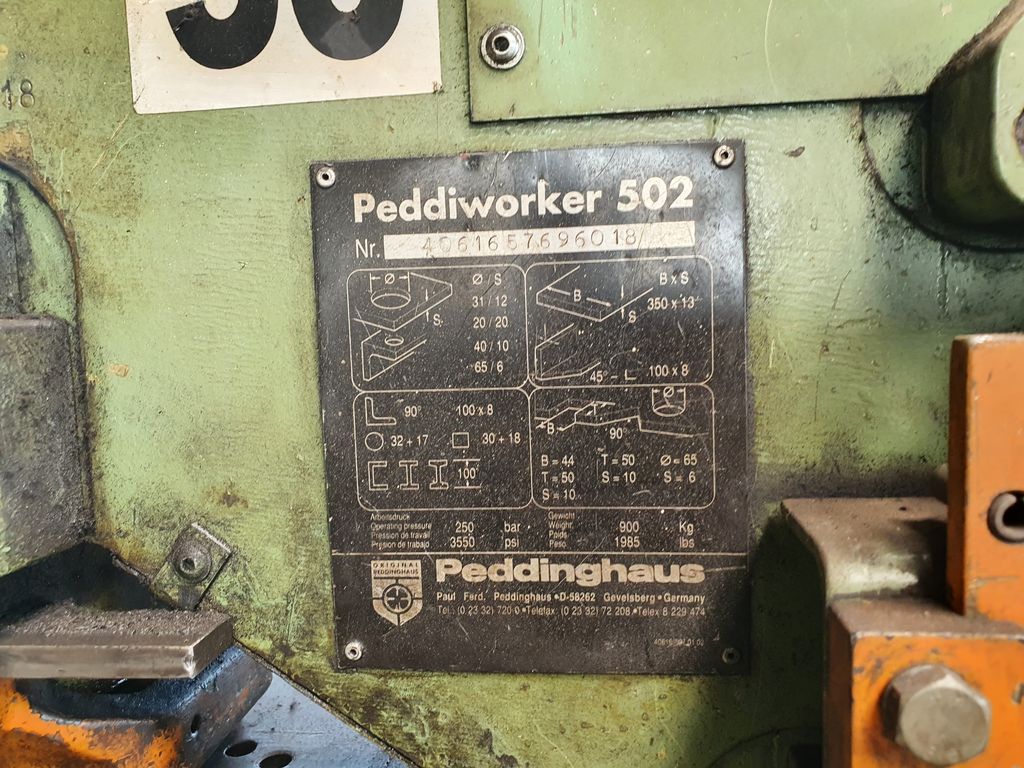 18
Peddiworker 502
Nr. 40616576960 18
Ø / S
31 / 12
20 / 20
40 / 10
65 / 6
Ø
S
B x S
350 x 13
B
S
45° - L 100 x 8
90° 100 x 8
32 + 17 30 + 18
100
Ø
T
B
90°
B = 44 T = 50 Ø = 65
T = 50 S = 10 S = 6
S = 10
Arbeitsdruck
Operating pressure 250 bar
Pression de travail
Presion de trabajo 3550 psi
Gewicht
Weight 900 Kg
Poids
Peso 1985 lbs
ORIGINAL
PEDDINGHAUS
Peddinghaus
Paul Ferd. Peddinghaus • D-58262 Gevelsberg • Germany
Tel.: (0 23 32) 720-0 • Telefax: (0 23 32) 72 208 • Telex 8 229 474